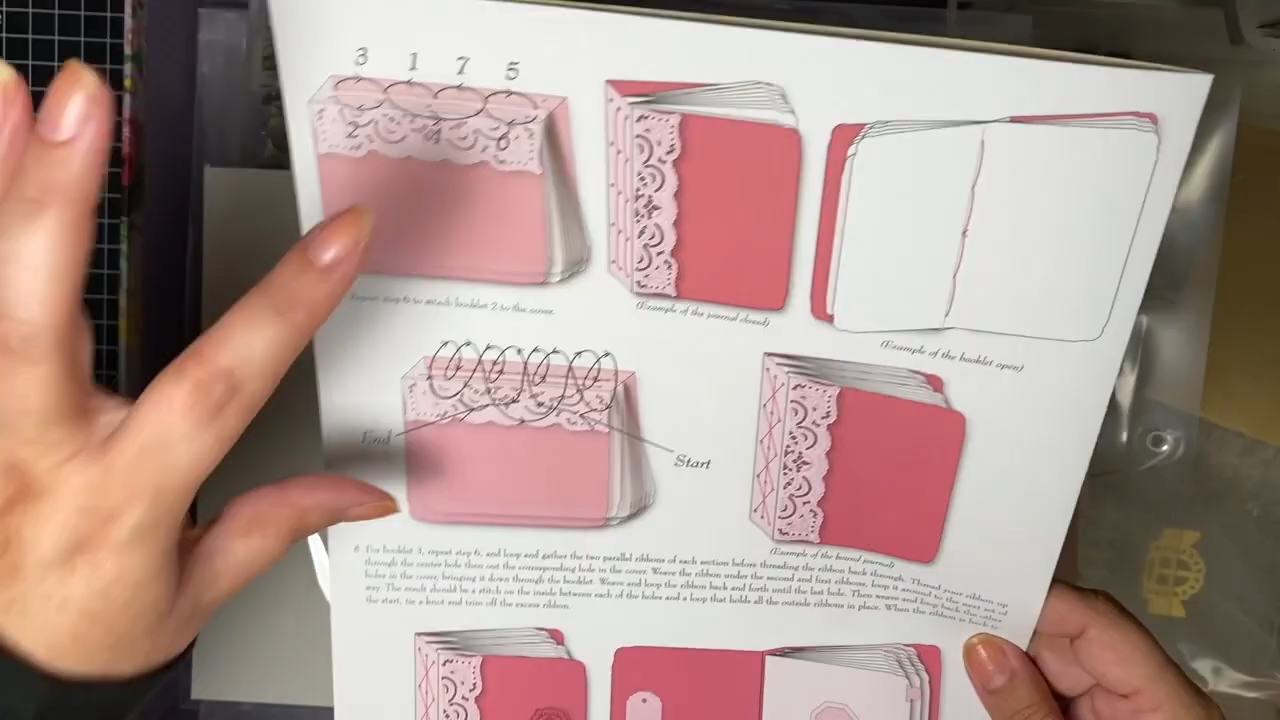 3 1 7 5
2 4 6
Repeat step 6 to attach booklet 2 to the cover.
(Example of the journal closed)
(Example of the booklet open)
End
Start
(Example of the bound journal)
6 For booklet 3, repeat step 6, and loop and gather the two parallel ribbons of each section before threading the ribbon back through. Thread your ribbon up
through the center hole then out the corresponding hole in the cover. Weave the ribbon under the second and first ribbons, loop it around to the next set of
holes in the cover, bringing it down through the booklet. Weave and loop the ribbon back and forth until the last hole. Then weave and loop back the other
way. The result should be a stitch on the inside between each of the holes and a loop that holds all the outside ribbons in place. When the ribbon is back to
the start, tie a knot and trim off the excess ribbon.